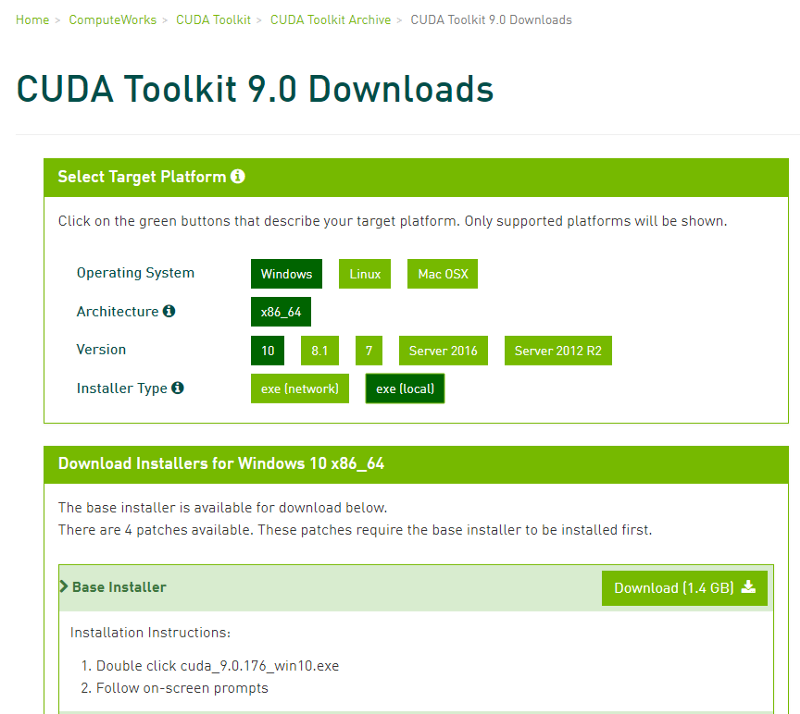 Home > ComputeWorks > CUDA Toolkit > CUDA Toolkit Archive > CUDA Toolkit 9.0 Downloads
CUDA Toolkit 9.0 Downloads
Select Target Platform
Click on the green buttons that describe your target platform. Only supported platforms will be shown.
Operating System Windows Linux Mac OSX
Architecture x86_64
Version 10 8.1 7 Server 2016 Server 2012 R2
Installer Type exe (network) exe (local)
Download Installers for Windows 10 x86_64
The base installer is available for download below.
There are 4 patches available. These patches require the base installer to be installed first.
Base Installer Download (1.4 GB)
Installation Instructions:
1. Double click cuda_9.0.176_win10.exe
2. Follow on-screen prompts